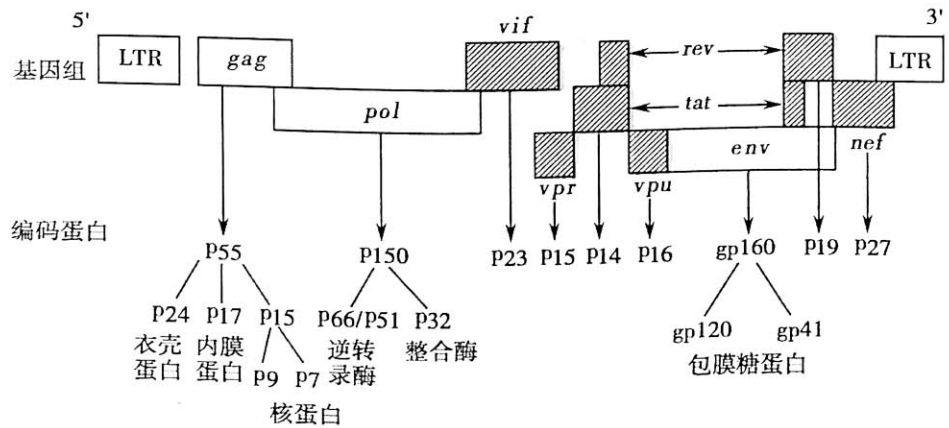 5' 3'
vif
基因组 LTR gag rev LTR
pol tat
env nef
vpr vpu
编码蛋白
p55 p150 p23 p15 p14 p16 gp160 p19 p27
p24 p17 p15 p66/p51 p32 gp120 gp41
衣壳蛋白 内膜蛋白 逆转录酶 整合酶 包膜糖蛋白
p9 p7
核蛋白